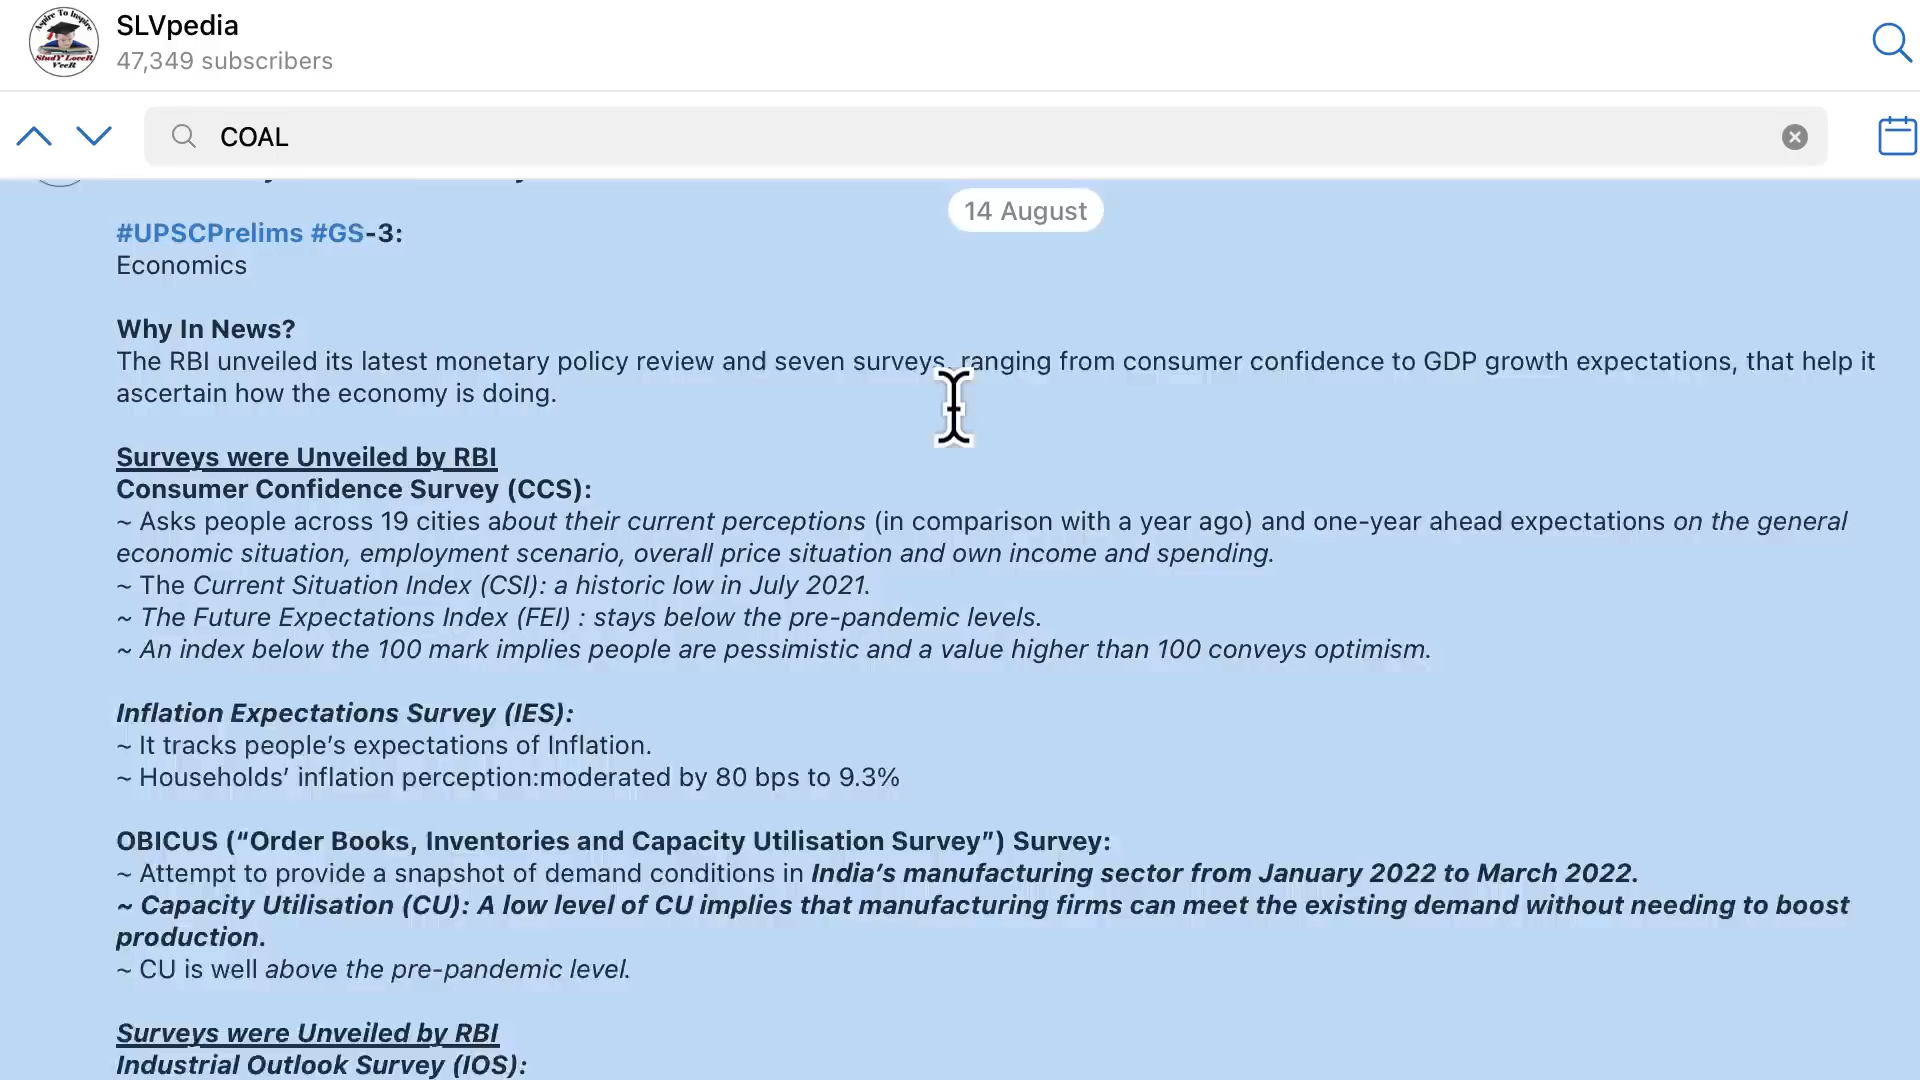 Aspire To Inspire
StudY LoveR
VeeR
SLVpedia
47,349 subscribers
COAL
14 August
#UPSCPrelims #GS-3:
Economics
Why In News?
The RBI unveiled its latest monetary policy review and seven surveys, ranging from consumer confidence to GDP growth expectations, that help it
ascertain how the economy is doing.
Surveys were Unveiled by RBI
Consumer Confidence Survey (CCS):
~ Asks people across 19 cities about their current perceptions (in comparison with a year ago) and one-year ahead expectations on the general
economic situation, employment scenario, overall price situation and own income and spending.
~ The Current Situation Index (CSI): a historic low in July 2021.
~ The Future Expectations Index (FEI) : stays below the pre-pandemic levels.
~ An index below the 100 mark implies people are pessimistic and a value higher than 100 conveys optimism.
Inflation Expectations Survey (IES):
~ It tracks people’s expectations of Inflation.
~ Households’ inflation perception:moderated by 80 bps to 9.3%
OBICUS (“Order Books, Inventories and Capacity Utilisation Survey”) Survey:
~ Attempt to provide a snapshot of demand conditions in India’s manufacturing sector from January 2022 to March 2022.
~ Capacity Utilisation (CU): A low level of CU implies that manufacturing firms can meet the existing demand without needing to boost
production.
~ CU is well above the pre-pandemic level.
Surveys were Unveiled by RBI
Industrial Outlook Survey (IOS):